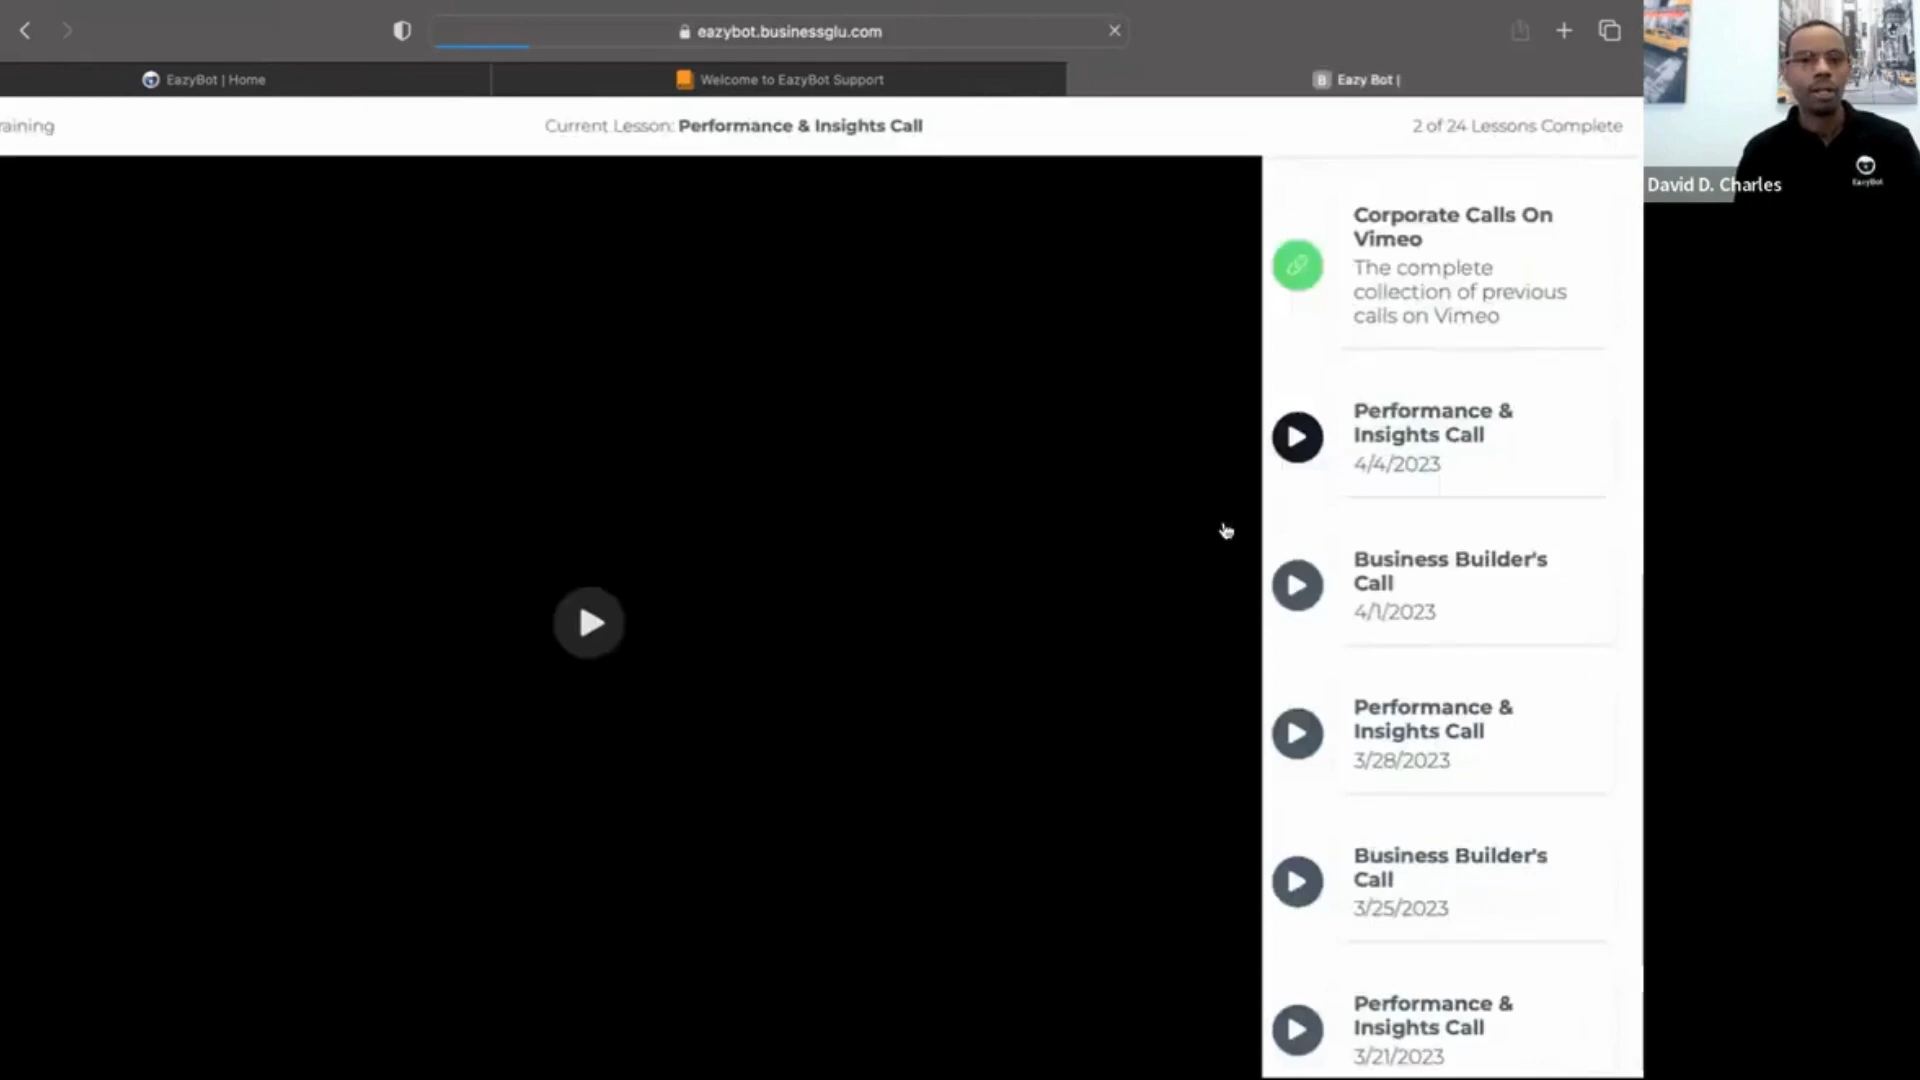 eazybot.businessglu.com
EazyBot | Home
Welcome to EazyBot Support
B Eazy Bot |
raining
Current Lesson: Performance & Insights Call
2 of 24 Lessons Complete
David D. Charles
EazyBot
Corporate Calls On
Vimeo
The complete
collection of previous
calls on Vimeo
Performance &
Insights Call
4/4/2023
Business Builder's
Call
4/1/2023
Performance &
Insights Call
3/28/2023
Business Builder's
Call
3/25/2023
Performance &
Insights Call
3/21/2023